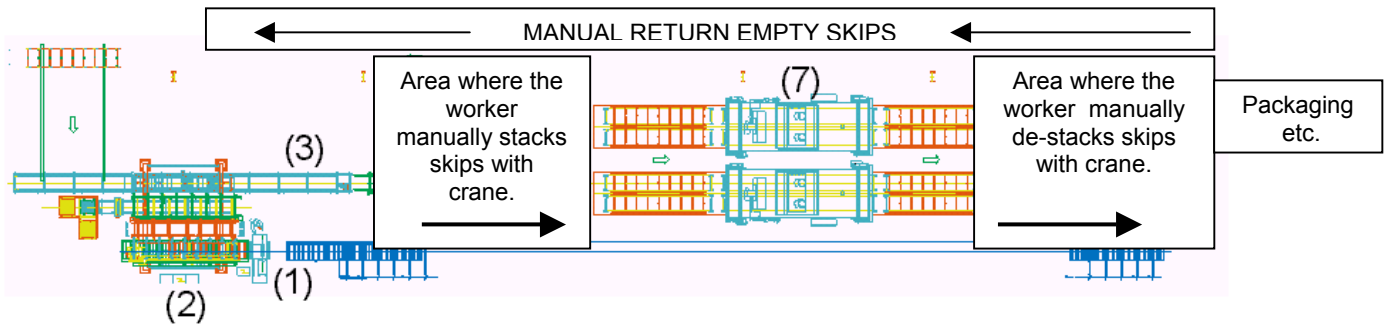 MANUAL RETURN EMPTY SKIPS
Area where the
worker
manually stacks
skips with
crane.
(7)
Area where the
worker manually
de-stacks skips
with crane.
Packaging
etc.
(3)
(1)
(2)